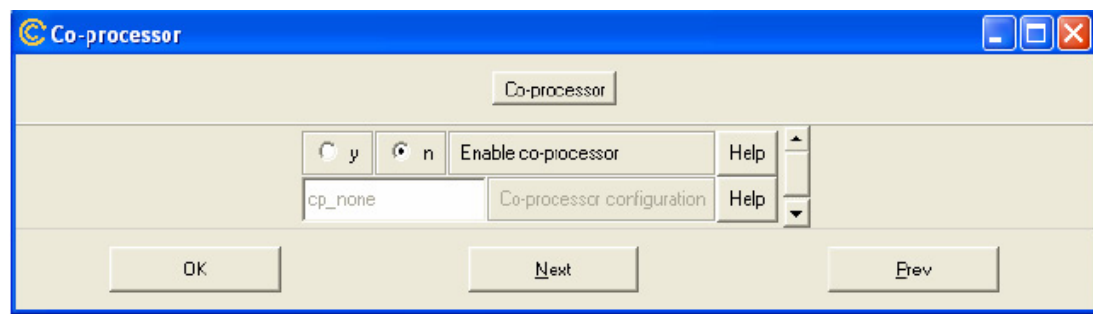 Co-processor
Co-processor
y n Enable co-processor Help
cp_none Co-processor configuration Help
OK Next Prev